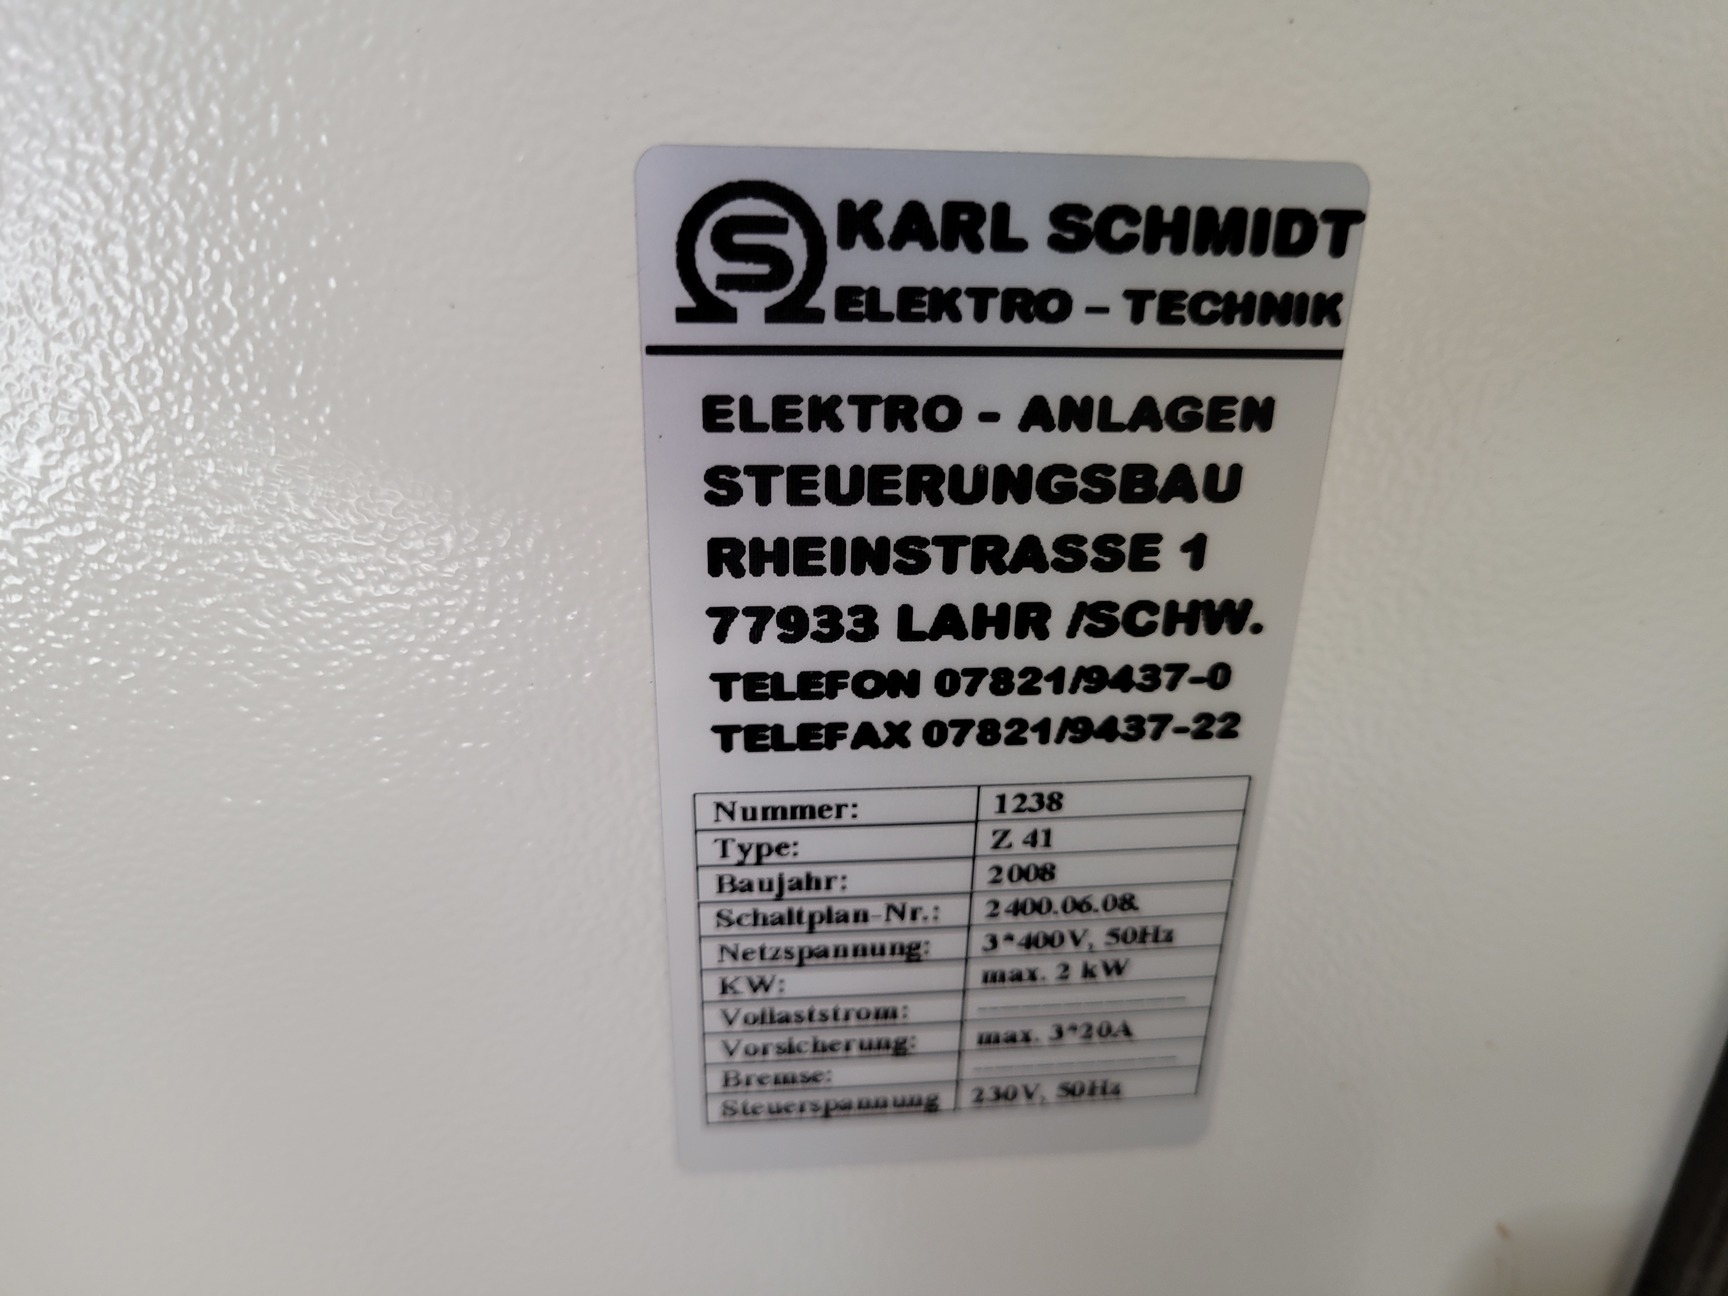 S KARL SCHMIDT
ELEKTRO - TECHNIK
ELEKTRO - ANLAGEN
STEUERUNGSBAU
RHEINSTRASSE 1
77933 LAHR /SCHW.
TELEFON 07821/9437-0
TELEFAX 07821/9437-22
Nummer: 1238
Type: Z 41
Baujahr: 2008
Schaltplan-Nr.: 2400.06.08.
Netzspannung: 3*400V, 50Hz
KW: max. 2 kW
Vollaststrom: ------------------
Vorsicherung: max. 3*20A
Bremse: ------------------
Steuerspannung 230V, 50Hz